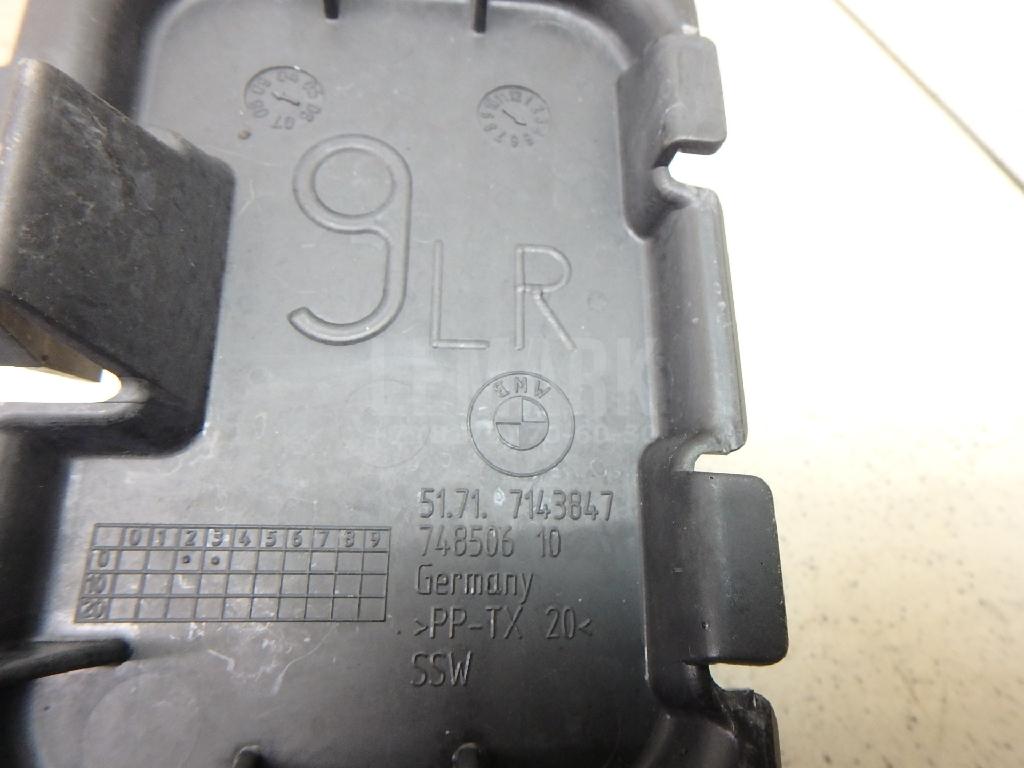 9 LR
BMW
51.71. 7143847
748506 10
Germany
>PP-TX 20<
SSW
0 1 2 3 4 5 6 7 8 9
0
10
20